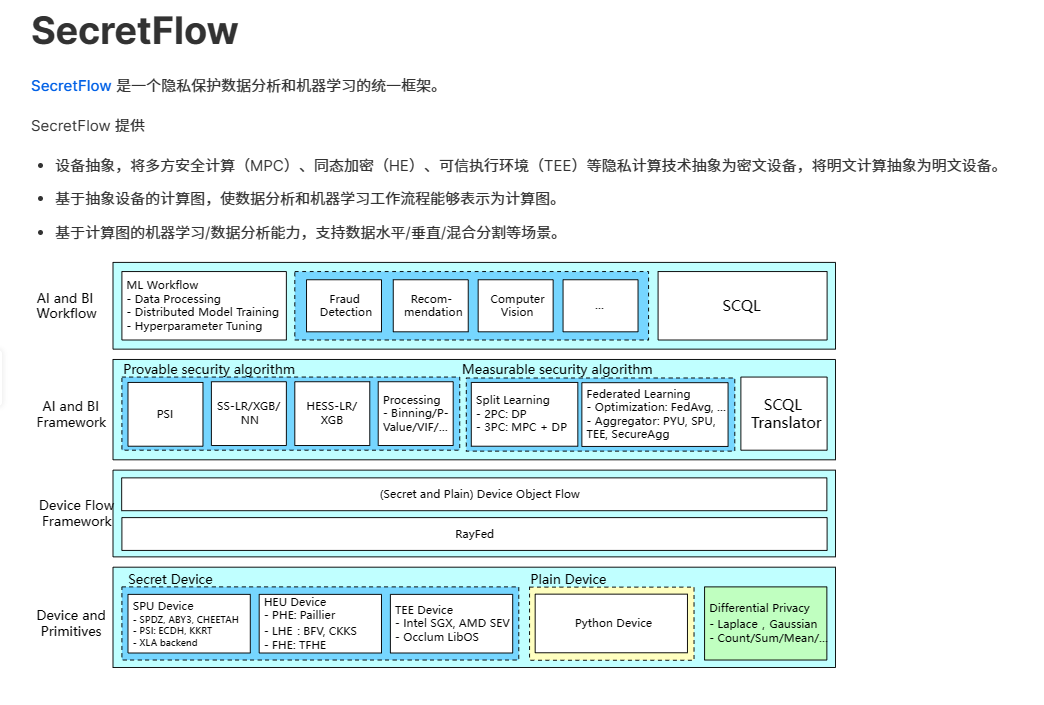 SecretFlow
SecretFlow 是一个隐私保护数据分析和机器学习的统一框架。
SecretFlow 提供
• 设备抽象，将多方安全计算（MPC）、同态加密（HE）、可信执行环境（TEE）等隐私计算技术抽象为密文设备，将明文计算抽象为明文设备。
• 基于抽象设备的计算图，使数据分析和机器学习工作流程能够表示为计算图。
• 基于计算图的机器学习/数据分析能力，支持数据水平/垂直/混合分割等场景。
AI and BI
Workflow
ML Workflow
- Data Processing
- Distributed Model Training
- Hyperparameter Tuning
Fraud
Detection
Recom-
mendation
Computer
Vision
...
SCQL
AI and BI
Framework
Provable security algorithm
PSI
SS-LR/XGB/
NN
HESS-LR/
XGB
Processing
- Binning/P-
Value/VIF/...
Measurable security algorithm
Split Learning
- 2PC: DP
- 3PC: MPC + DP
Federated Learning
- Optimization: FedAvg, ...
- Aggregator: PYU, SPU,
TEE, SecureAgg
SCQL
Translator
Device Flow
Framework
(Secret and Plain) Device Object Flow
RayFed
Device and
Primitives
Secret Device
SPU Device
- SPDZ, ABY3, CHEETAH
- PSI: ECDH, KKRT
- XLA backend
HEU Device
- PHE: Paillier
- LHE：BFV, CKKS
- FHE: TFHE
TEE Device
- Intel SGX, AMD SEV
- Occlum LibOS
Plain Device
Python Device
Differential Privacy
- Laplace，Gaussian
- Count/Sum/Mean/...